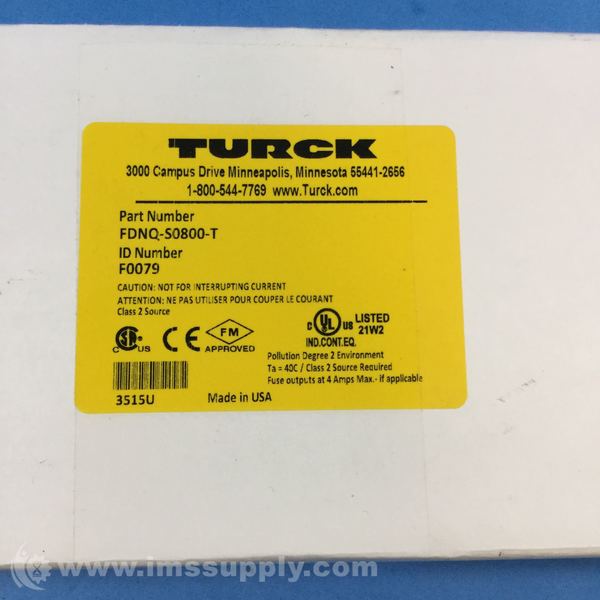 TURCK
3000 Campus Drive Minneapolis, Minnesota 55441-2656
1-800-544-7769 www.Turck.com
Part Number
FDNQ-S0800-T
ID Number
F0079
CAUTION: NOT FOR INTERRUPTING CURRENT
ATTENTION: NE PAS UTILISER POUR COUPER LE COURANT
Class 2 Source
C US
CE
FM
APPROVED
C UL US LISTED
21W2
IND.CONT.EQ.
Pollution Degree 2 Environment
Ta = 40C / Class 2 Source Required
Fuse outputs at 4 Amps Max.- if applicable
3515U
Made in USA
© www.imssupply.com